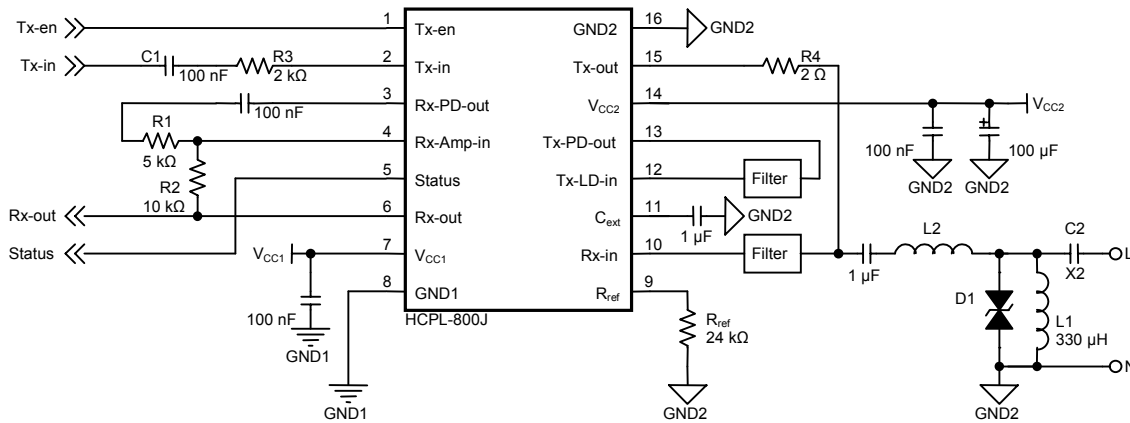 Tx-en
1
Tx-en
GND2
16
GND2
Tx-in
C1
100 nF
R3
2 kΩ
2
Tx-in
Tx-out
15
R4
2 Ω
3
Rx-PD-out
VCC2
14
VCC2
100 nF
R1
5 kΩ
4
Rx-Amp-in
Tx-PD-out
13
100 nF
100 µF
GND2
GND2
R2
10 kΩ
5
Status
Tx-LD-in
12
Filter
Rx-out
6
Rx-out
Cext
11
1 µF
GND2
Status
VCC1
7
VCC1
Rx-in
10
Filter
1 µF
L2
C2
X2
L
100 nF
GND1
8
GND1
Rref
9
HCPL-800J
Rref
24 kΩ
D1
L1
330 µH
N
GND1
GND2
GND2